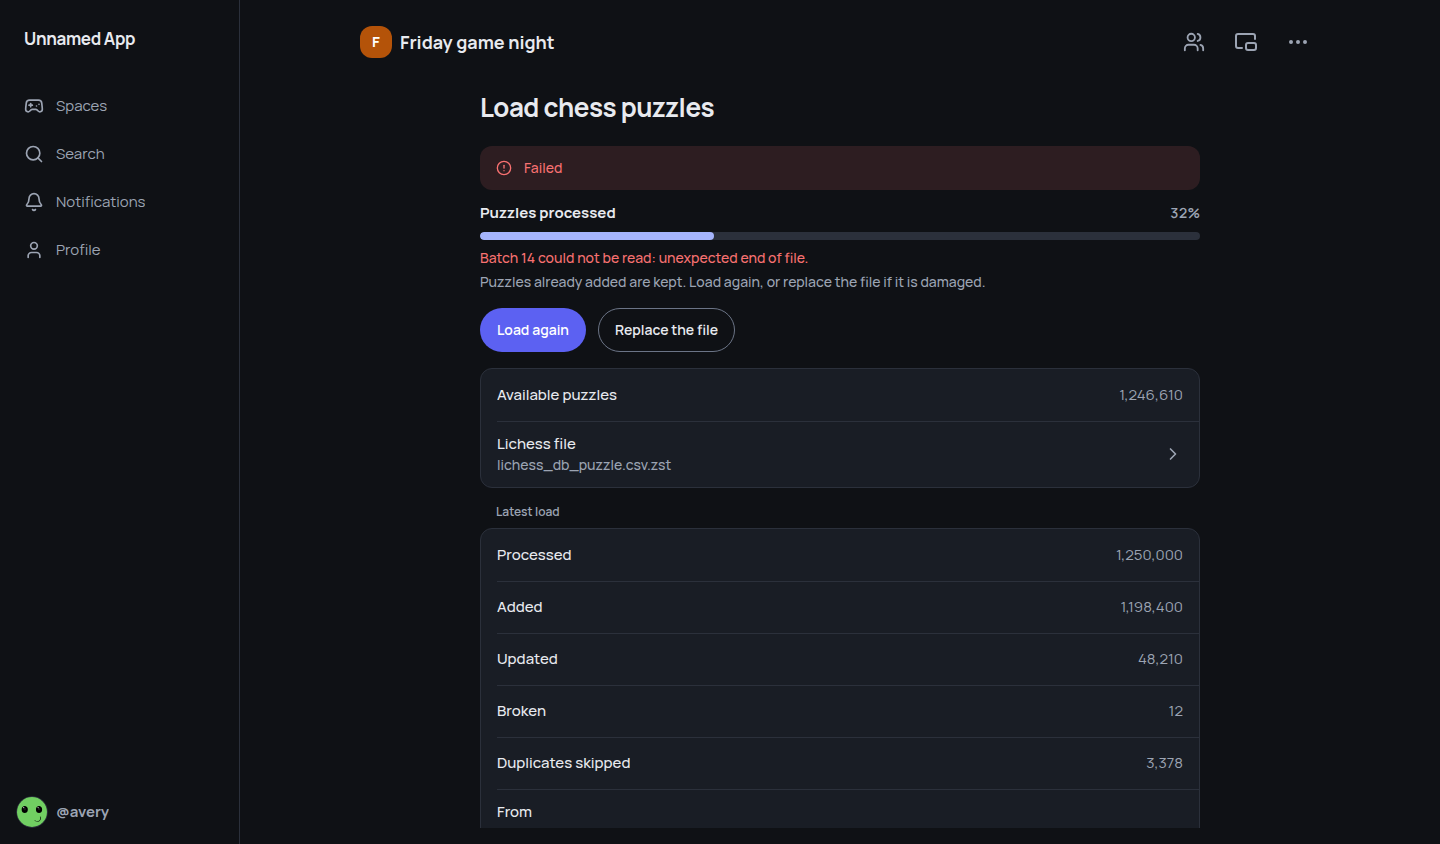 Unnamed App
Spaces
Search
Notifications
Profile
@avery
F
Friday game night
Load chess puzzles
Failed
Puzzles processed 32%
Batch 14 could not be read: unexpected end of file.
Puzzles already added are kept. Load again, or replace the file if it is damaged.
Load again Replace the file
Available puzzles 1,246,610
Lichess file
lichess_db_puzzle.csv.zst
Latest load
Processed 1,250,000
Added 1,198,400
Updated 48,210
Broken 12
Duplicates skipped 3,378
From